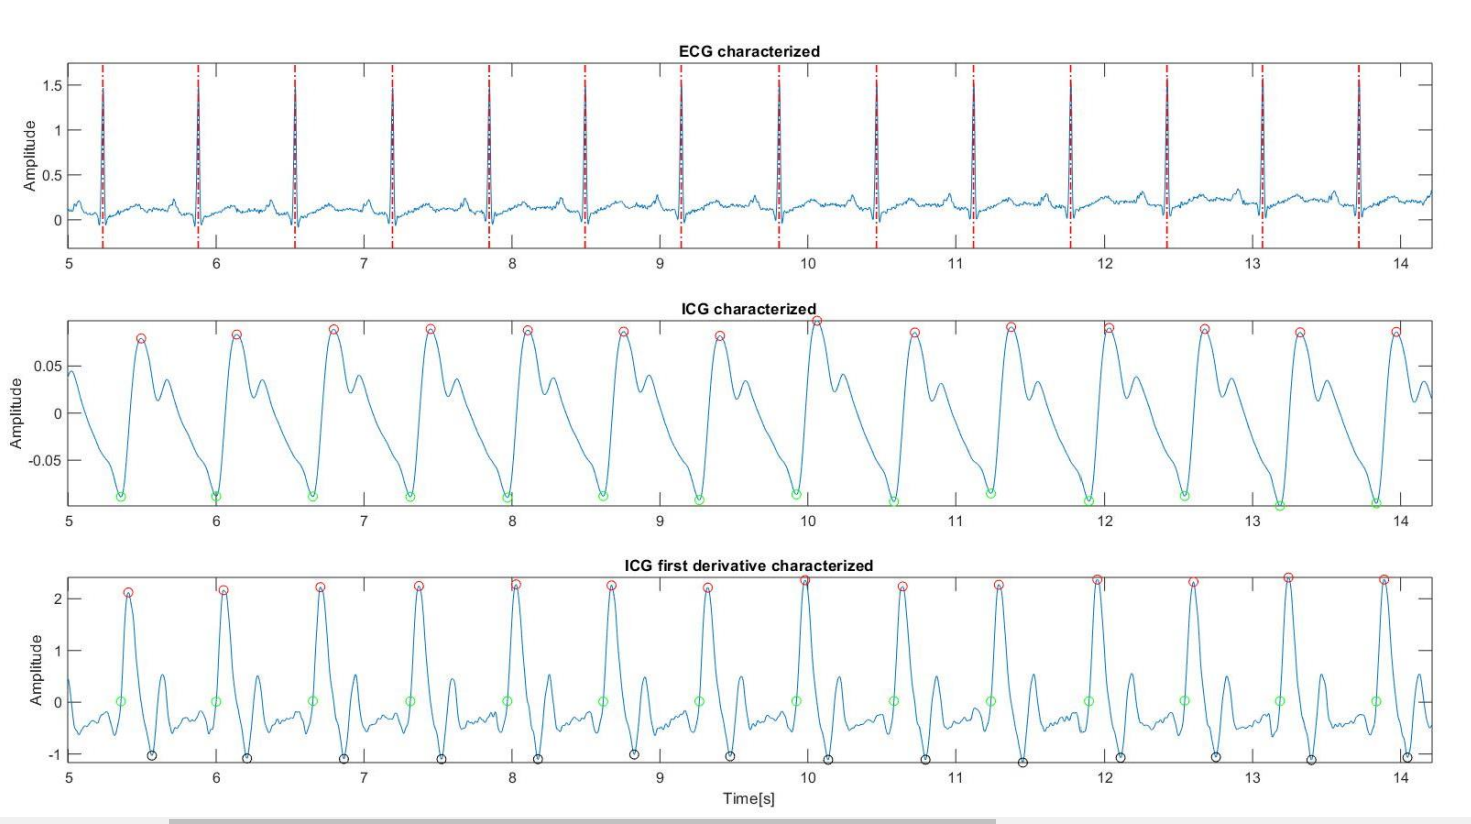 ECG characterized
Amplitude
1.5
1
0.5
0
5 6 7 8 9 10 11 12 13 14
ICG characterized
Amplitude
0.05
0
-0.05
5 6 7 8 9 10 11 12 13 14
ICG first derivative characterized
Amplitude
2
1
0
-1
5 6 7 8 9 10 11 12 13 14
Time[s]